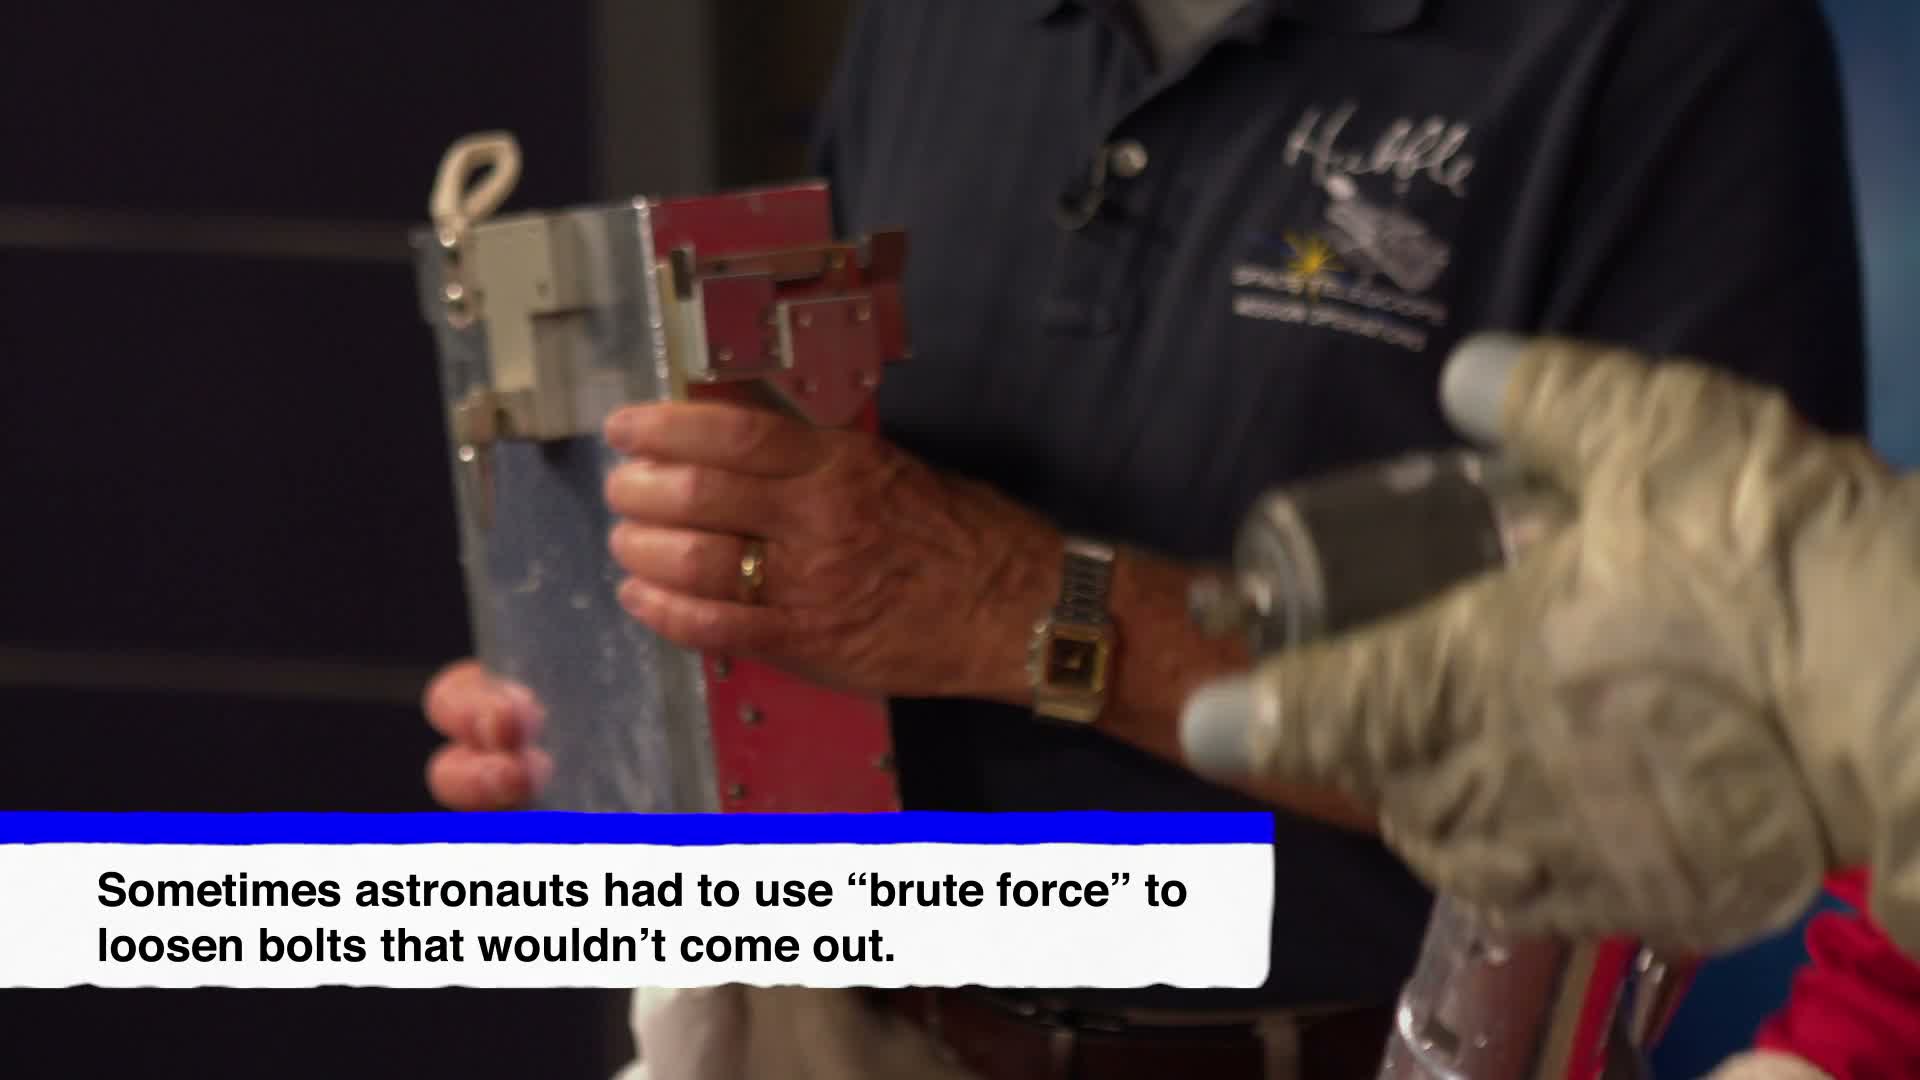 Hubble
Sometimes astronauts had to use “brute force” to
loosen bolts that wouldn’t come out.